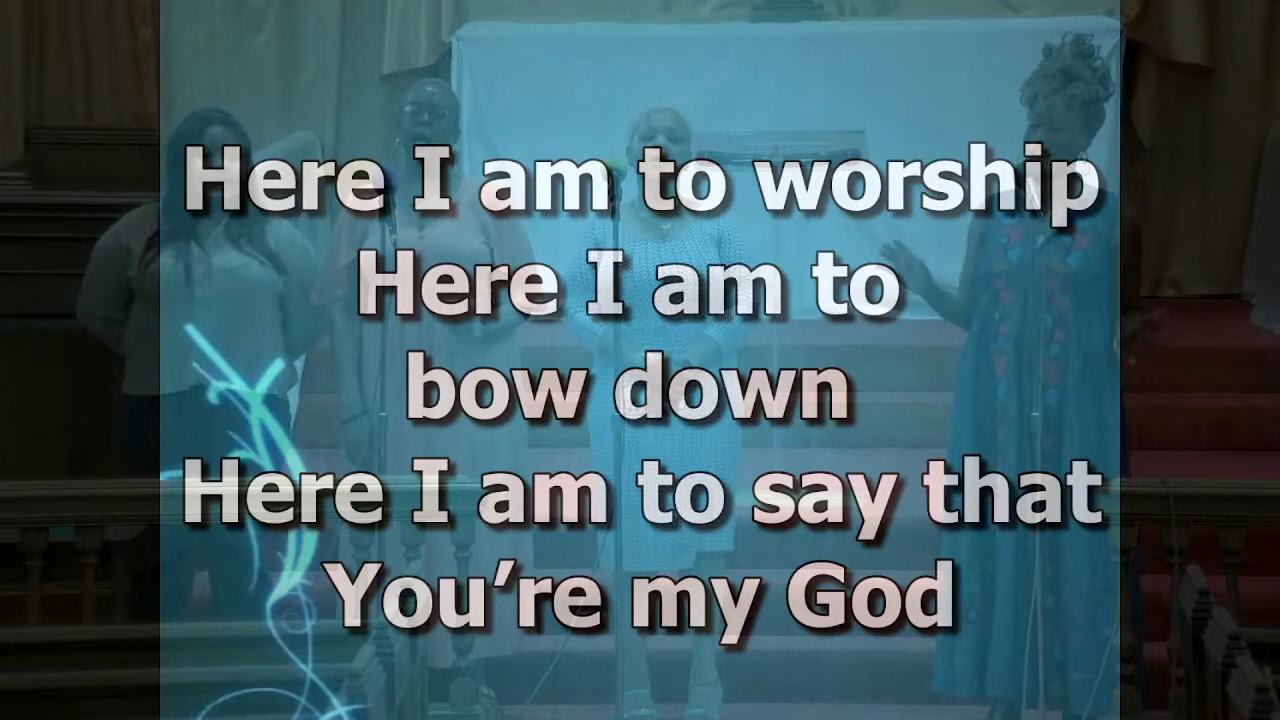 Here I am to worship
Here I am to
bow down
Here I am to say that
You’re my God